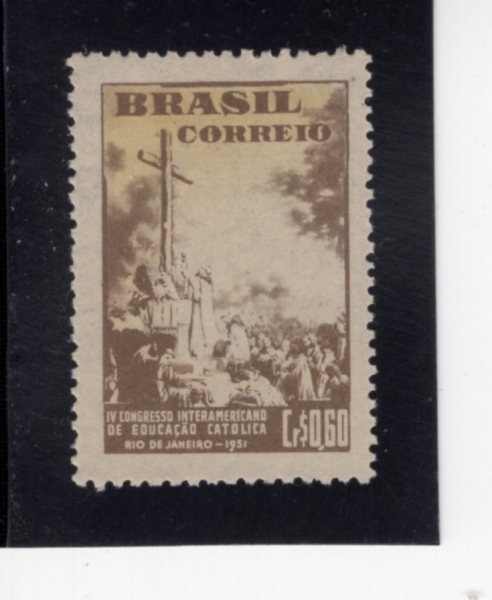 BRASIL
CORREIO
IV CONGRESSO INTERAMERICANO
DE EDUCAÇÃO CATOLICA
RIO DE JANEIRO - 1951
Cr$0,60